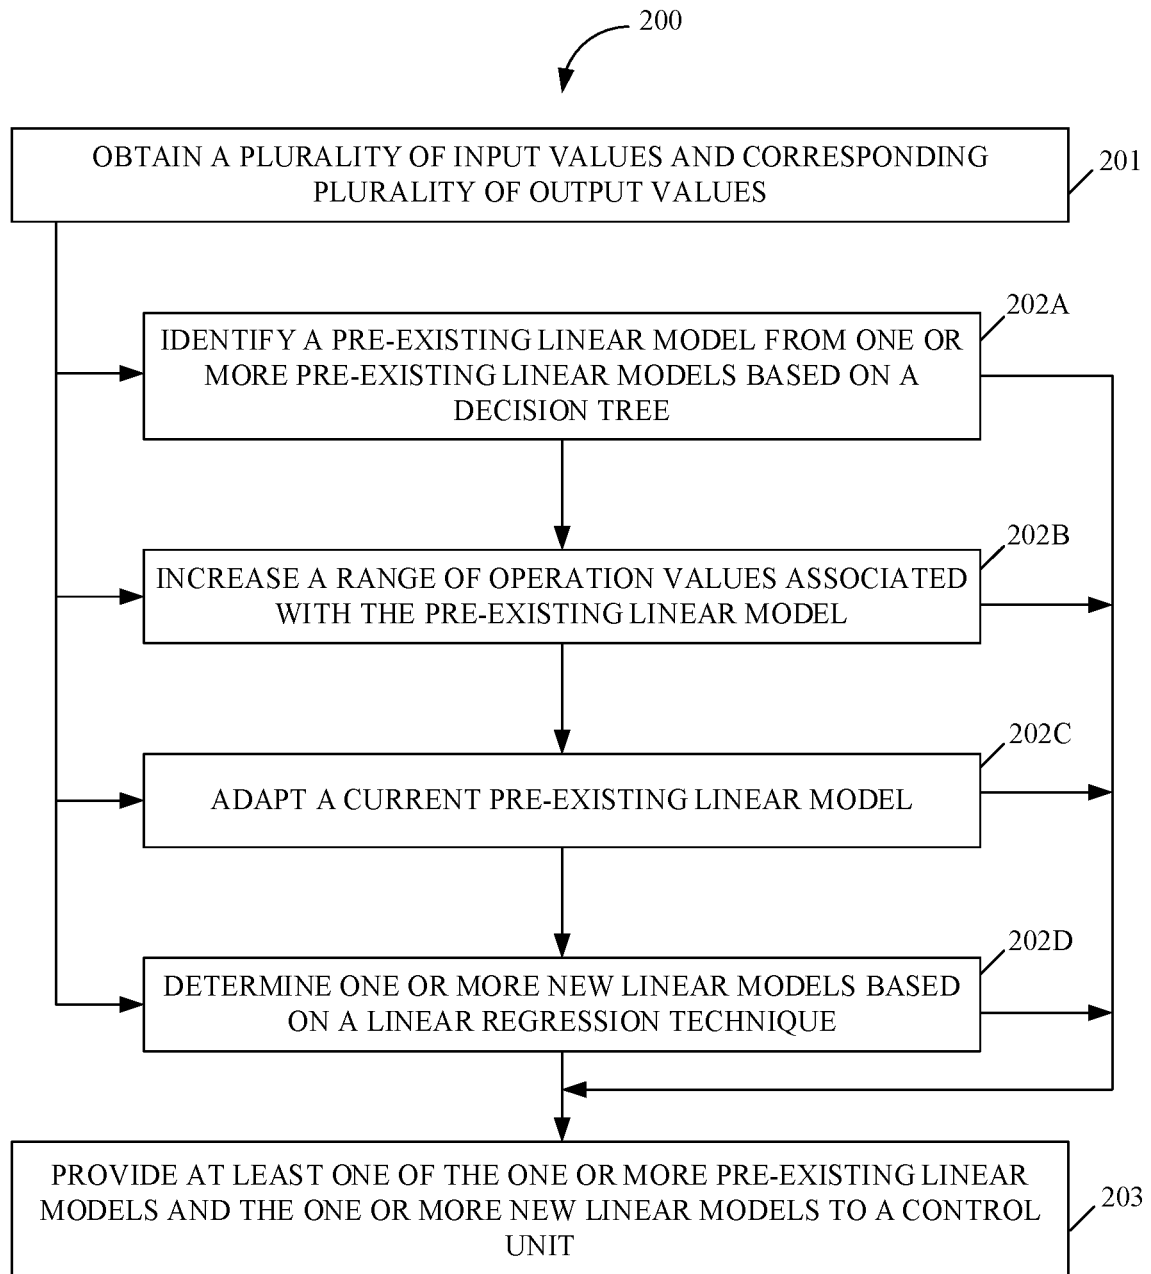 200
OBTAIN A PLURALITY OF INPUT VALUES AND CORRESPONDING
PLURALITY OF OUTPUT VALUES
201
202A
IDENTIFY A PRE-EXISTING LINEAR MODEL FROM ONE OR
MORE PRE-EXISTING LINEAR MODELS BASED ON A
DECISION TREE
202B
INCREASE A RANGE OF OPERATION VALUES ASSOCIATED
WITH THE PRE-EXISTING LINEAR MODEL
202C
ADAPT A CURRENT PRE-EXISTING LINEAR MODEL
202D
DETERMINE ONE OR MORE NEW LINEAR MODELS BASED
ON A LINEAR REGRESSION TECHNIQUE
PROVIDE AT LEAST ONE OF THE ONE OR MORE PRE-EXISTING LINEAR
MODELS AND THE ONE OR MORE NEW LINEAR MODELS TO A CONTROL
UNIT
203